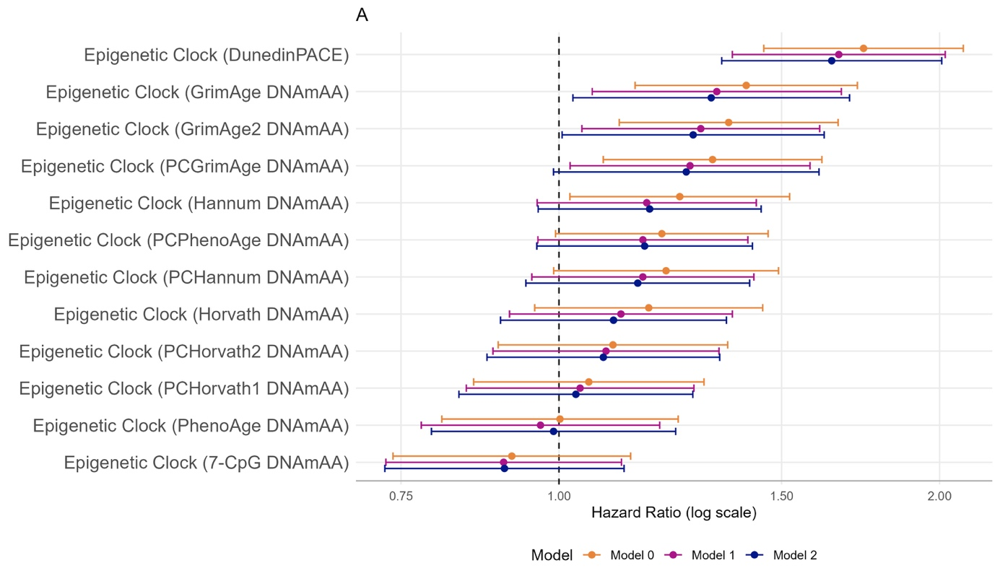 A
Epigenetic Clock (DunedinPACE)
Epigenetic Clock (GrimAge DNAmAA)
Epigenetic Clock (GrimAge2 DNAmAA)
Epigenetic Clock (PCGrimAge DNAmAA)
Epigenetic Clock (Hannum DNAmAA)
Epigenetic Clock (PCPhenoAge DNAmAA)
Epigenetic Clock (PCHannum DNAmAA)
Epigenetic Clock (Horvath DNAmAA)
Epigenetic Clock (PCHorvath2 DNAmAA)
Epigenetic Clock (PCHorvath1 DNAmAA)
Epigenetic Clock (PhenoAge DNAmAA)
Epigenetic Clock (7-CpG DNAmAA)
0.75 1.00 1.50 2.00
Hazard Ratio (log scale)
Model Model 0 Model 1 Model 2